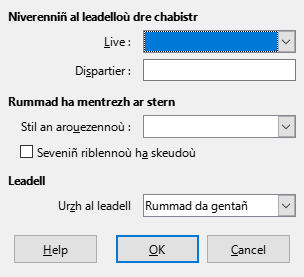 Niverenniñ al leadelloù dre chabistr
Live :
Dispartier :
Rummad ha mentrezh ar stern
Stil an arouezennoù :
Seveniñ riblennoù ha skeudoù
Leadell
Urzh al leadell Rummad da gentañ
Help OK Cancel